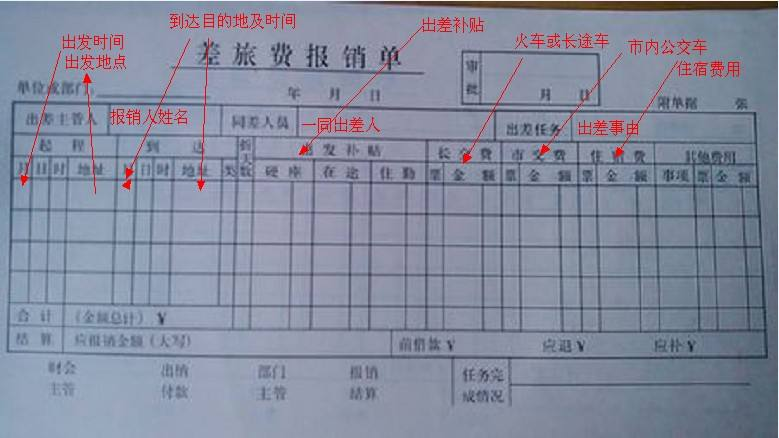 到达目的地及时间
出差补贴
火车或长途车
市内公交车
出发时间
出发地点
住宿费用
差旅费报销单
审批
月 日
单位或部门：
年 月 日
附单据 张
出差主管人 报销人姓名 同差人员 一同出差人 出差任务 出差事由
起程 到达 折天数 出发补贴 长交费 市交费 住宿费 其他费用
月 日 时 地址 月 日 时 地址 类 硬座 在途 住勤 票 金额 票 金额 票 金额 事项 票 金额
合计 (金额总计) ¥
结算 应报销金额(大写) 前借款¥ 应退¥ 应补¥
财会 出纳 部门 报销 任务完
主管 付款 主管 结算 成情况